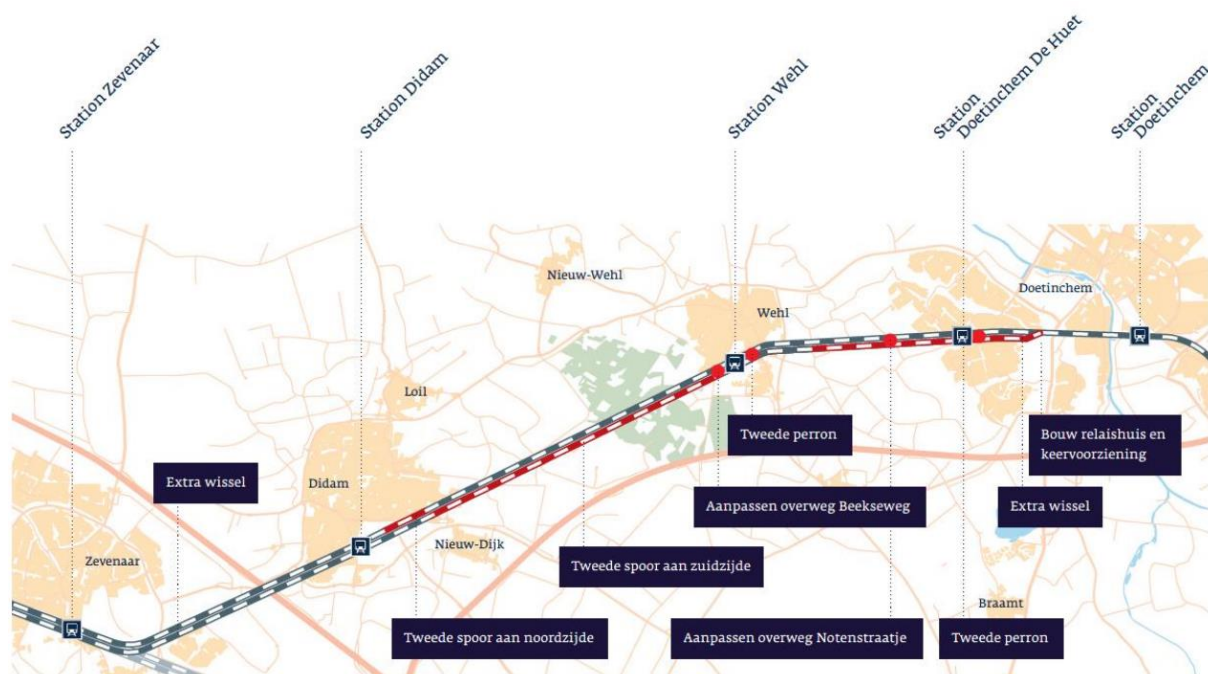 Station Zevenaar
Station Didam
Station Wehl
Station
Doetinchem De Huet
Station
Doetinchem
Nieuw-Wehl
Doetinchem
Wehl
Loil
Tweede perron
Bouw relaishuis en
keervoorziening
Extra wissel
Didam
Aanpassen overweg Beekseweg
Extra wissel
Nieuw-Dijk
Zevenaar
Tweede spoor aan zuidzijde
Braamt
Tweede spoor aan noordzijde
Aanpassen overweg Notenstraatje
Tweede perron